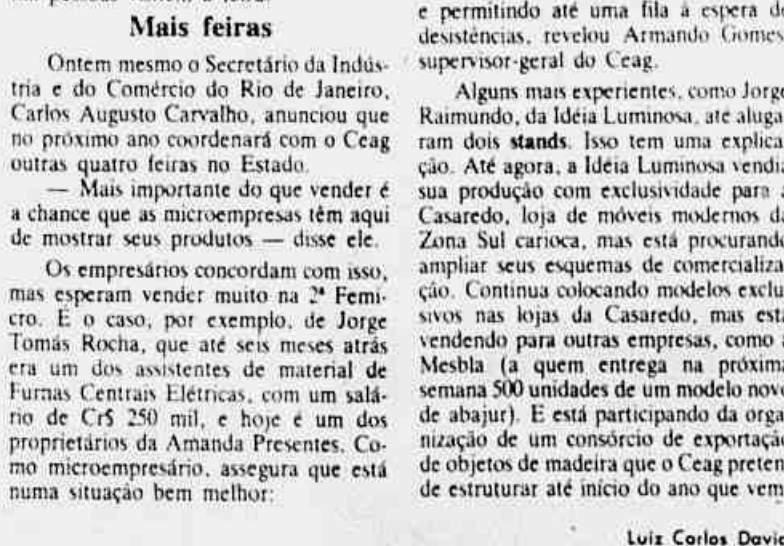 Mais feiras
Ontem mesmo o Secretário da Indús-
tria e do Comércio do Rio de Janeiro,
Carlos Augusto Carvalho, anunciou que
no próximo ano coordenará com o Ceag
outras quatro feiras no Estado.
— Mais importante do que vender é
a chance que as microempresas têm aqui
de mostrar seus produtos — disse ele.
Os empresários concordam com isso,
mas esperam vender muito na 2ª Femi-
cro. É o caso, por exemplo, de Jorge
Tomás Rocha, que até seis meses atrás
era um dos assistentes de material de
Furnas Centrais Elétricas, com um salá-
rio de Cr$ 250 mil, e hoje é um dos
proprietários da Amanda Presentes. Co-
mo microempresário, assegura que está
numa situação bem melhor:
e permitindo até uma fila à espera de
desistências, revelou Armando Gomes,
supervisor-geral do Ceag.
Alguns mais experientes, como Jorge
Raimundo, da Idéia Luminosa, até aluga-
ram dois stands. Isso tem uma explica-
ção. Até agora, a Idéia Luminosa vendia
sua produção com exclusividade para
Casaredo, loja de móveis modernos da
Zona Sul carioca, mas está procurando
ampliar seus esquemas de comercializa-
ção. Continua colocando modelos exclu-
sivos nas lojas da Casaredo, mas está
vendendo para outras empresas, como a
Mesbla (a quem entrega na próxima
semana 500 unidades de um modelo novo
de abajur). E está participando da orga-
nização de um consórcio de exportação
de objetos de madeira que o Ceag preten-
de estruturar até início do ano que vem.
Luiz Carlos David